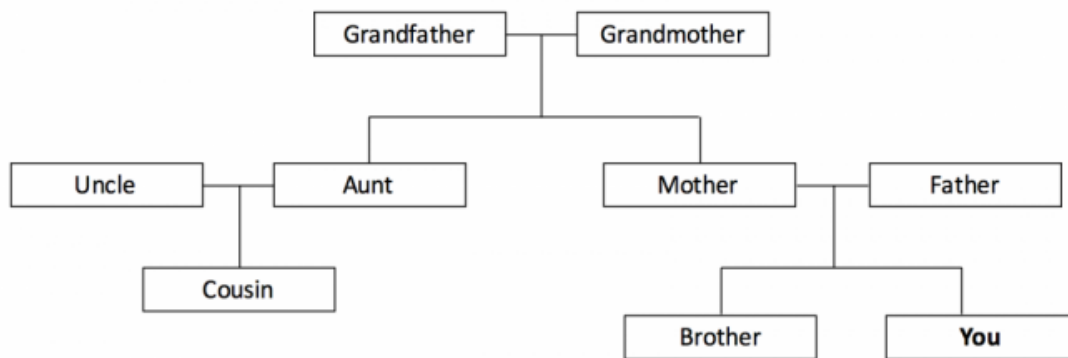 Grandfather
Grandmother
Uncle
Aunt
Mother
Father
Cousin
Brother
You